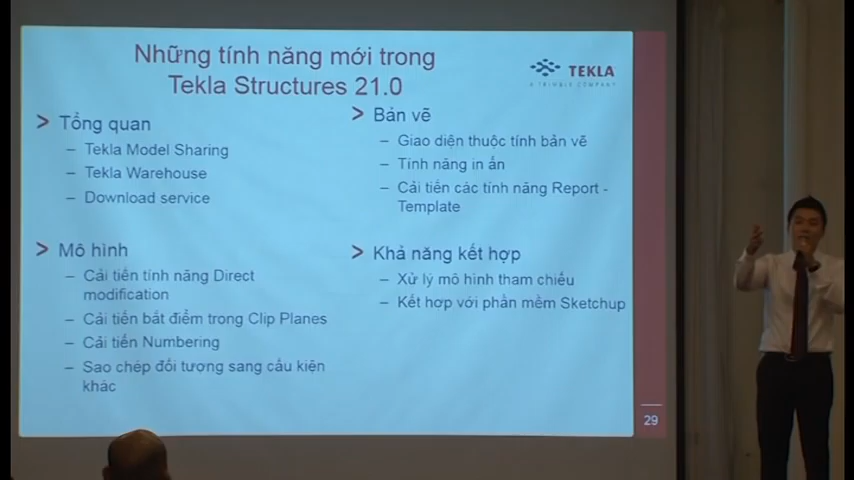 Những tính năng mới trong
Tekla Structures 21.0
TEKLA
A TRIMBLE COMPANY
> Tổng quan
– Tekla Model Sharing
– Tekla Warehouse
– Download service
> Mô hình
– Cải tiến tính năng Direct
modification
– Cải tiến bắt điểm trong Clip Planes
– Cải tiến Numbering
– Sao chép đối tượng sang cấu kiện
khác
> Bản vẽ
– Giao diện thuộc tính bản vẽ
– Tính năng in ấn
– Cải tiến các tính năng Report -
Template
> Khả năng kết hợp
– Xử lý mô hình tham chiếu
– Kết hợp với phần mềm Sketchup
29